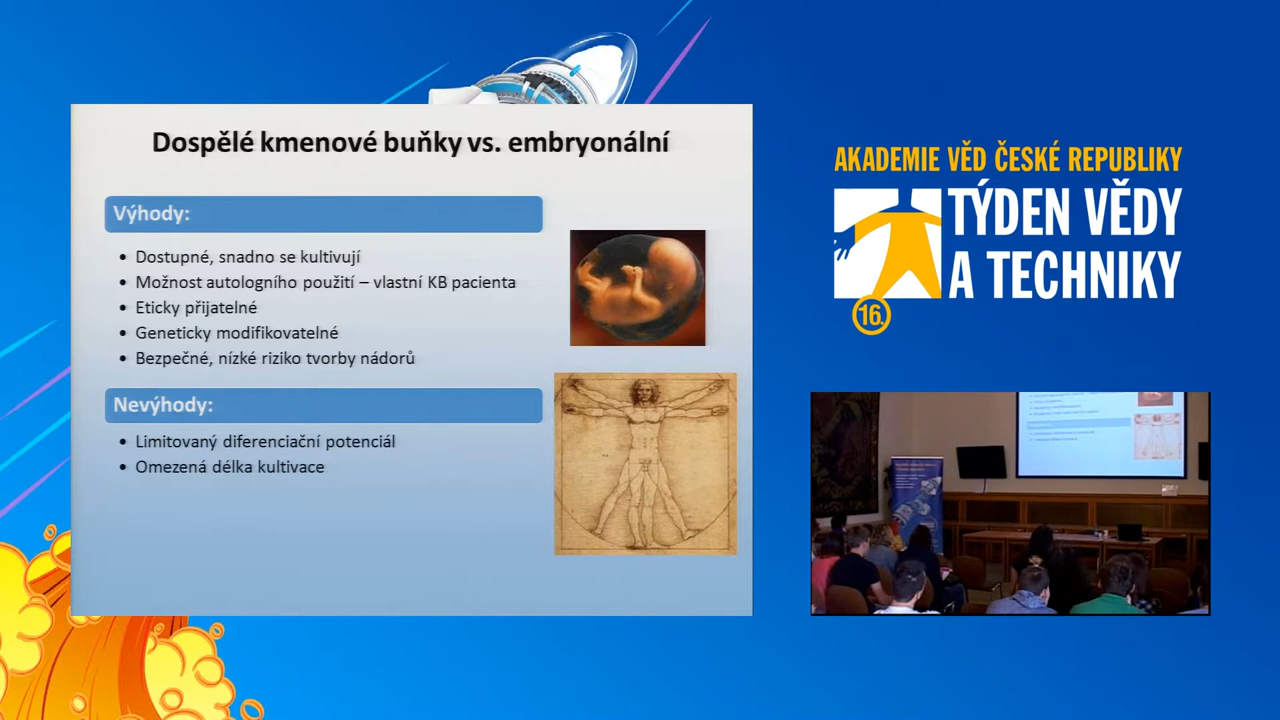 Dospělé kmenové buňky vs. embryonální
Výhody:
• Dostupné, snadno se kultivují
• Možnost autologního použití – vlastní KB pacienta
• Eticky přijatelné
• Geneticky modifikovatelné
• Bezpečné, nízké riziko tvorby nádorů
Nevýhody:
• Limitovaný diferenciační potenciál
• Omezená délka kultivace
AKADEMIE VĚD ČESKÉ REPUBLIKY
TÝDEN VĚDY
A TECHNIKY
16.